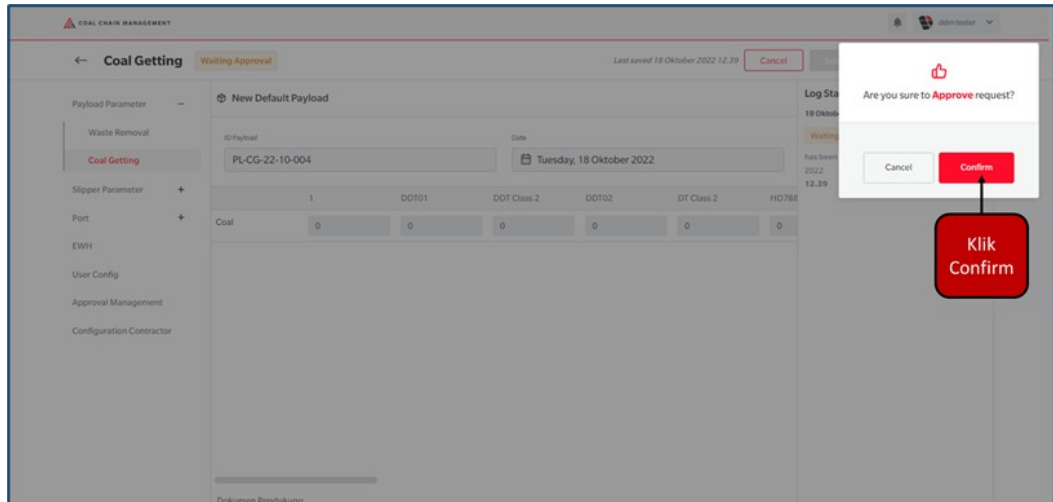 COAL CHAIN MANAGEMENT
ddm tester
← Coal Getting
Waiting Approval
Last saved 18 Oktober 2022 12.39
Cancel
Are you sure to Approve request?
Cancel
Confirm
Klik
Confirm
Payload Parameter −
Waste Removal
Coal Getting
Slipper Parameter +
Port +
EWH
User Config
Approval Management
Configuration Contractor
New Default Payload
ID Payload
PL-CG-22-10-004
Date
Tuesday, 18 Oktober 2022
1 DDT01 DDT Class 2 DDT02 DT Class 2 HD788
Coal 0 0 0 0 0 0
Dokumen Pendukung
Log Sta
18 Oktob
Waiting
has been
2022
12.39